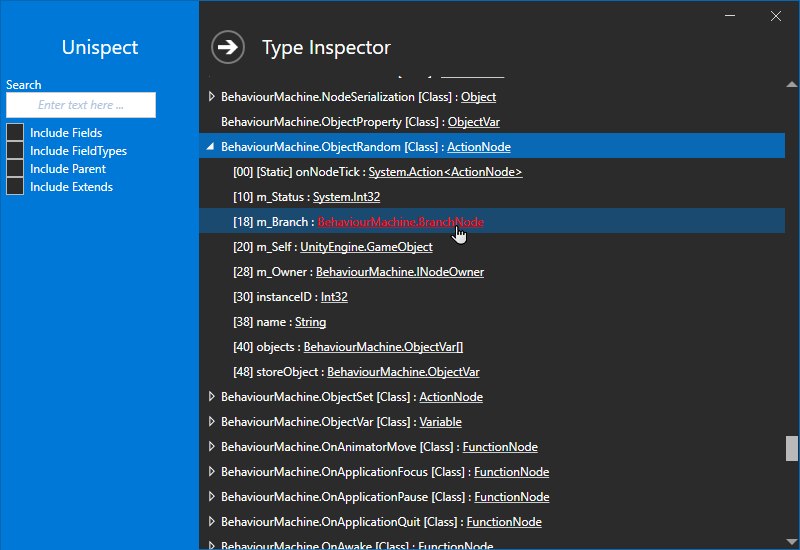 Unispect
Type Inspector
Search
Enter text here ...
Include Fields
Include FieldTypes
Include Parent
Include Extends
BehaviourMachine.NodeSerialization [Class] : Object
BehaviourMachine.ObjectProperty [Class] : ObjectVar
BehaviourMachine.ObjectRandom [Class] : ActionNode
[00] [Static] onNodeTick : System.Action<ActionNode>
[10] m_Status : System.Int32
[18] m_Branch : BehaviourMachine.BranchNode
[20] m_Self : UnityEngine.GameObject
[28] m_Owner : BehaviourMachine.INodeOwner
[30] instanceID : Int32
[38] name : String
[40] objects : BehaviourMachine.ObjectVar[]
[48] storeObject : BehaviourMachine.ObjectVar
BehaviourMachine.ObjectSet [Class] : ActionNode
BehaviourMachine.ObjectVar [Class] : Variable
BehaviourMachine.OnAnimatorMove [Class] : FunctionNode
BehaviourMachine.OnApplicationFocus [Class] : FunctionNode
BehaviourMachine.OnApplicationPause [Class] : FunctionNode
BehaviourMachine.OnApplicationQuit [Class] : FunctionNode
BehaviourMachine.OnAwake [Class] : FunctionNode